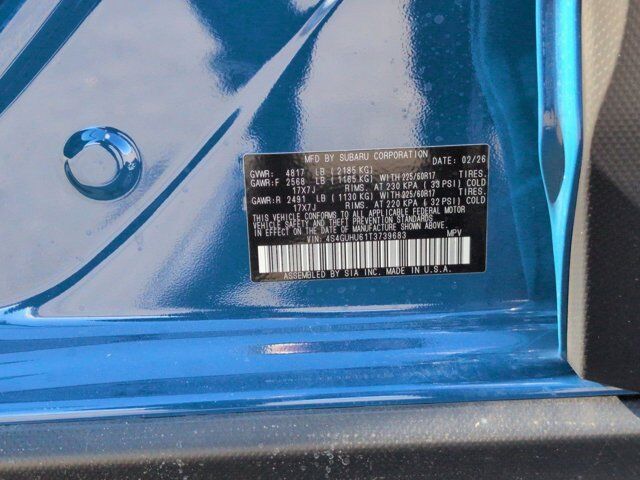 MFD BY SUBARU CORPORATION DATE: 02/26
GVWR: 4817 LB (2185 KG)
GAWR:F 2568 LB (1165 KG) WITH 225/60R17 TIRES.
17X7J RIMS. AT 230 KPA (33 PSI) COLD
GAWR:R 2491 LB (1130 KG) WITH 225/60R17 TIRES.
17X7J RIMS. AT 220 KPA (32 PSI) COLD
THIS VEHICLE CONFORMS TO ALL APPLICABLE FEDERAL MOTOR
VEHICLE SAFETY AND THEFT PREVENTION STANDARDS
IN EFFECT ON THE DATE OF MANUFACTURE SHOWN ABOVE.
VIN: 4S4GUHU61T3739683 MPV
ASSEMBLED BY SIA INC. MADE IN U.S.A.